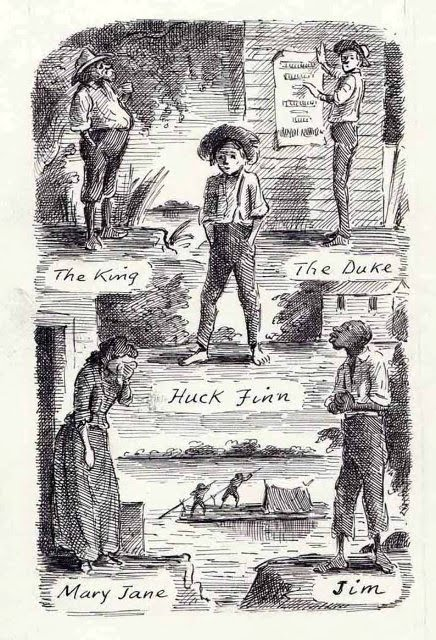 The King
The Duke
Huck Finn
Mary Jane
Jim